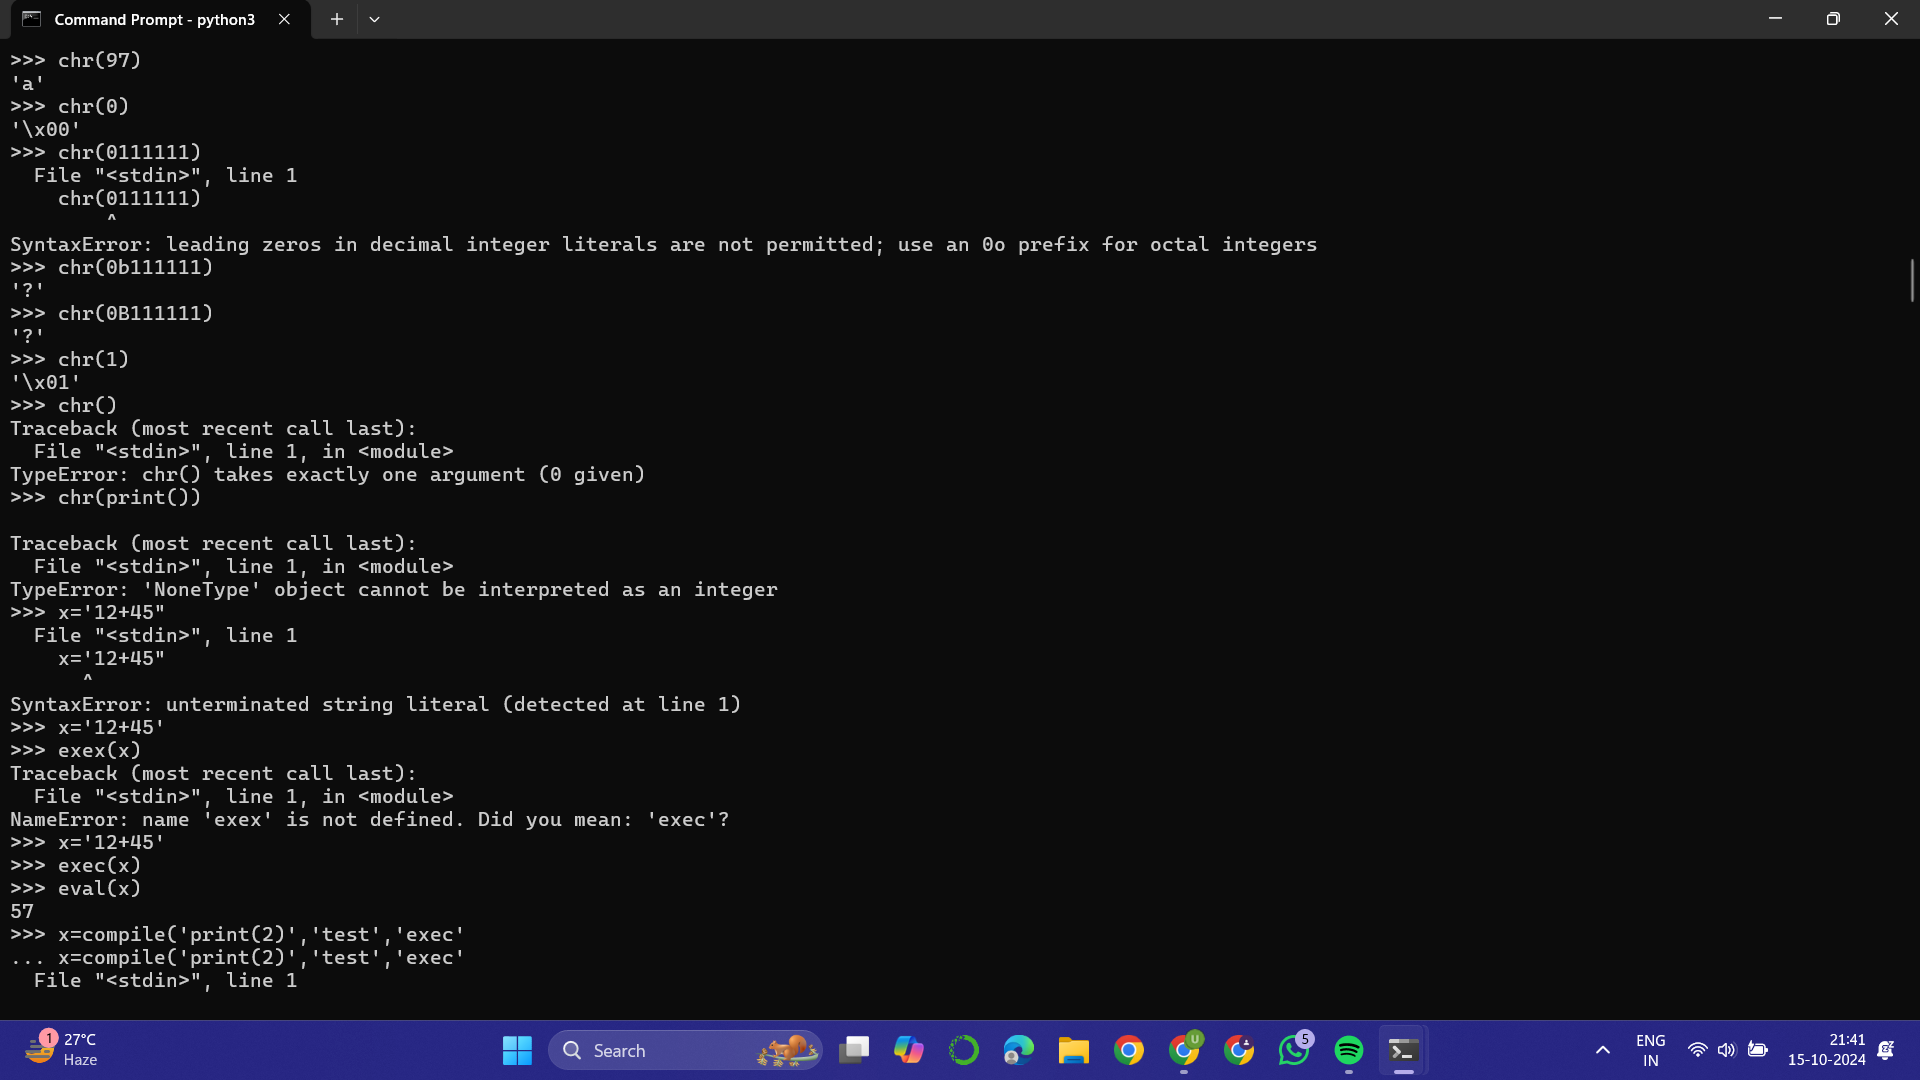 Command Prompt - python3
>>> chr(97)
'a'
>>> chr(0)
'\x00'
>>> chr(0111111)
  File "<stdin>", line 1
    chr(0111111)
        ^
SyntaxError: leading zeros in decimal integer literals are not permitted; use an 0o prefix for octal integers
>>> chr(0b111111)
'?'
>>> chr(0B111111)
'?'
>>> chr(1)
'\x01'
>>> chr()
Traceback (most recent call last):
  File "<stdin>", line 1, in <module>
TypeError: chr() takes exactly one argument (0 given)
>>> chr(print())

Traceback (most recent call last):
  File "<stdin>", line 1, in <module>
TypeError: 'NoneType' object cannot be interpreted as an integer
>>> x='12+45"
  File "<stdin>", line 1
    x='12+45"
      ^
SyntaxError: unterminated string literal (detected at line 1)
>>> x='12+45'
>>> exex(x)
Traceback (most recent call last):
  File "<stdin>", line 1, in <module>
NameError: name 'exex' is not defined. Did you mean: 'exec'?
>>> x='12+45'
>>> exec(x)
>>> eval(x)
57
>>> x=compile('print(2)','test','exec'
... x=compile('print(2)','test','exec'
  File "<stdin>", line 1
1
27°C
Haze
Search
U
5
ENG
IN
21:41
15-10-2024